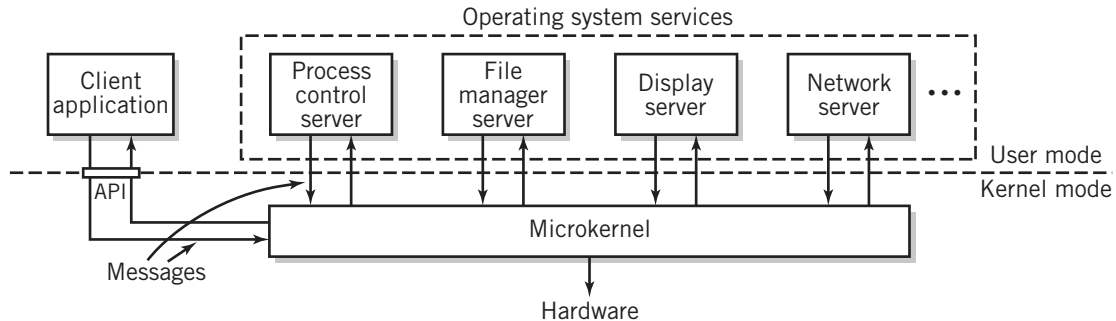 Operating system services
Client
application
Process
control
server
File
manager
server
Display
server
Network
server
...
User mode
API
Kernel mode
Microkernel
Messages
Hardware